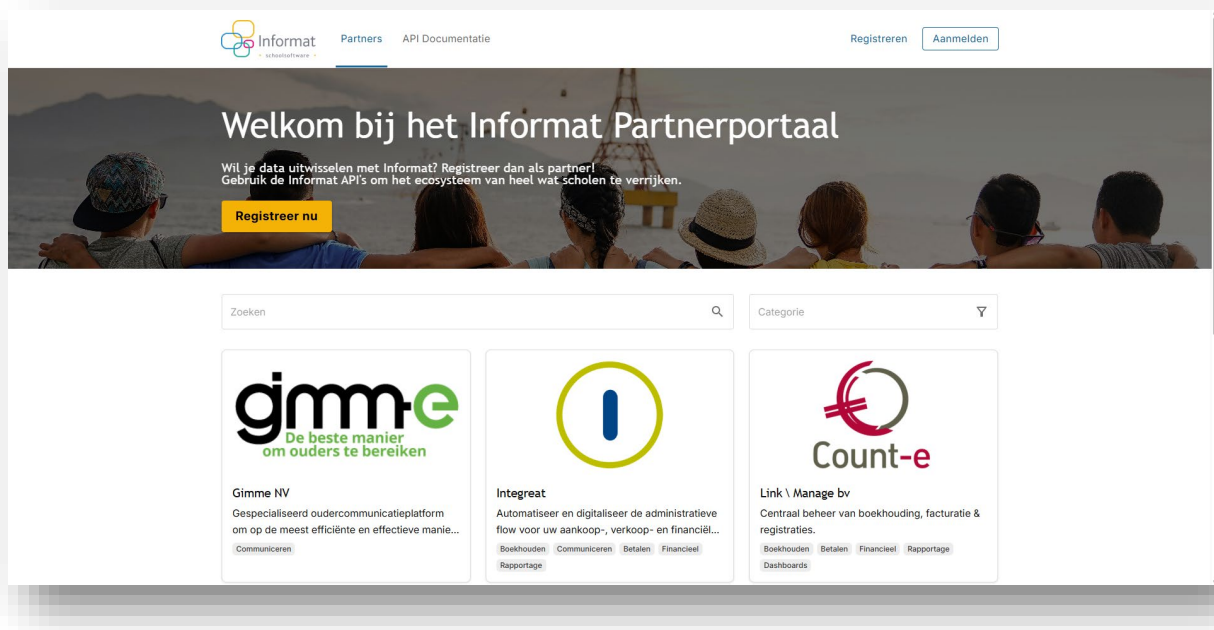 Informat
· schoolsoftware ·
Partners
API Documentatie
Registreren
Aanmelden
Welkom bij het Informat Partnerportaal
Wil je data uitwisselen met Informat? Registreer dan als partner!
Gebruik de Informat API's om het ecosysteem van heel wat scholen te verrijken.
Registreer nu
Zoeken
Categorie
gimm-e
De beste manier
om ouders te bereiken
Gimme NV
Gespecialiseerd oudercommunicatieplatform
om op de meest efficiënte en effectieve manie...
Communiceren
Integreat
Automatiseer en digitaliseer de administratieve
flow voor uw aankoop-, verkoop- en financiël...
Boekhouden Communiceren Betalen Financieel
Rapportage
Count-e
Link \ Manage bv
Centraal beheer van boekhouding, facturatie &
registraties.
Boekhouden Betalen Financieel Rapportage
Dashboards